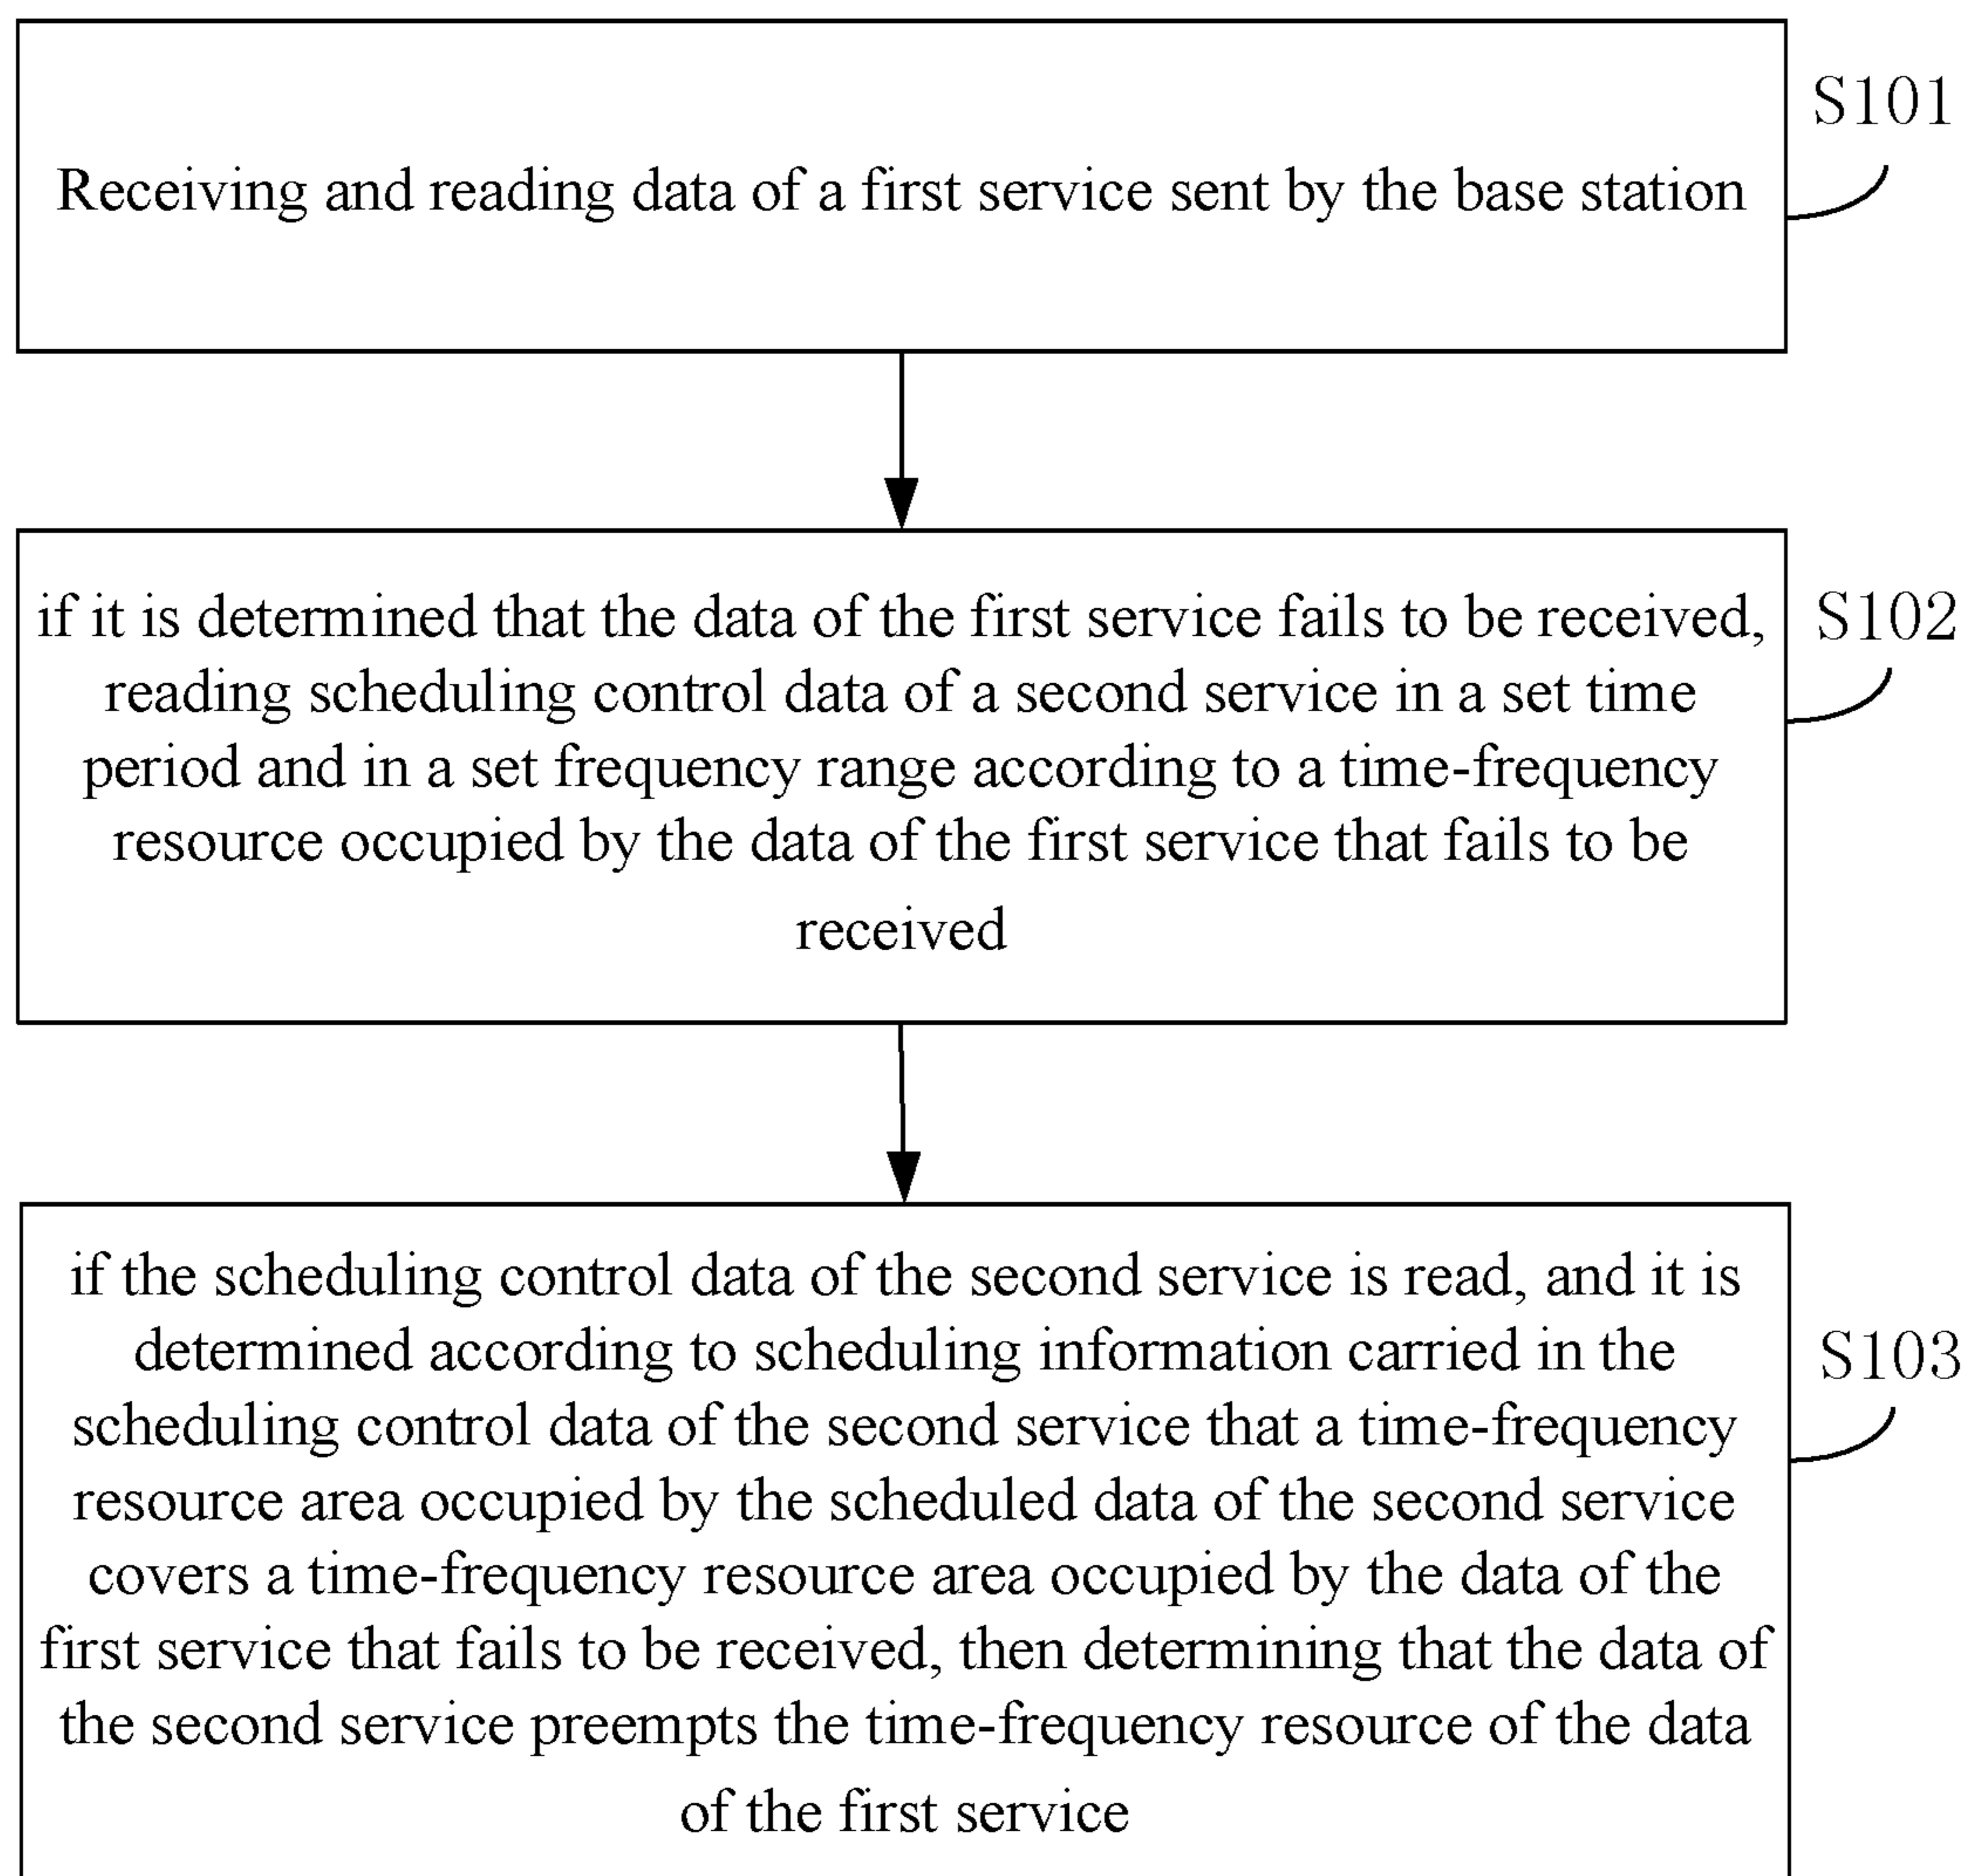 S101
Receiving and reading data of a first service sent by the base station
if it is determined that the data of the first service fails to be received,
S102
reading scheduling control data of a second service in a set time
period and in a set frequency range according to a time-frequency
resource occupied by the data of the first service that fails to be
received
if the scheduling control data of the second service is read, and it is
determined according to scheduling information carried in the
S103
scheduling control data of the second service that a time-frequency
resource area occupied by the scheduled data of the second service
covers a time-frequency resource area occupied by the data of the
first service that fails to be received, then determining that the data of
the second service preempts the time-frequency resource of the data
of the first service